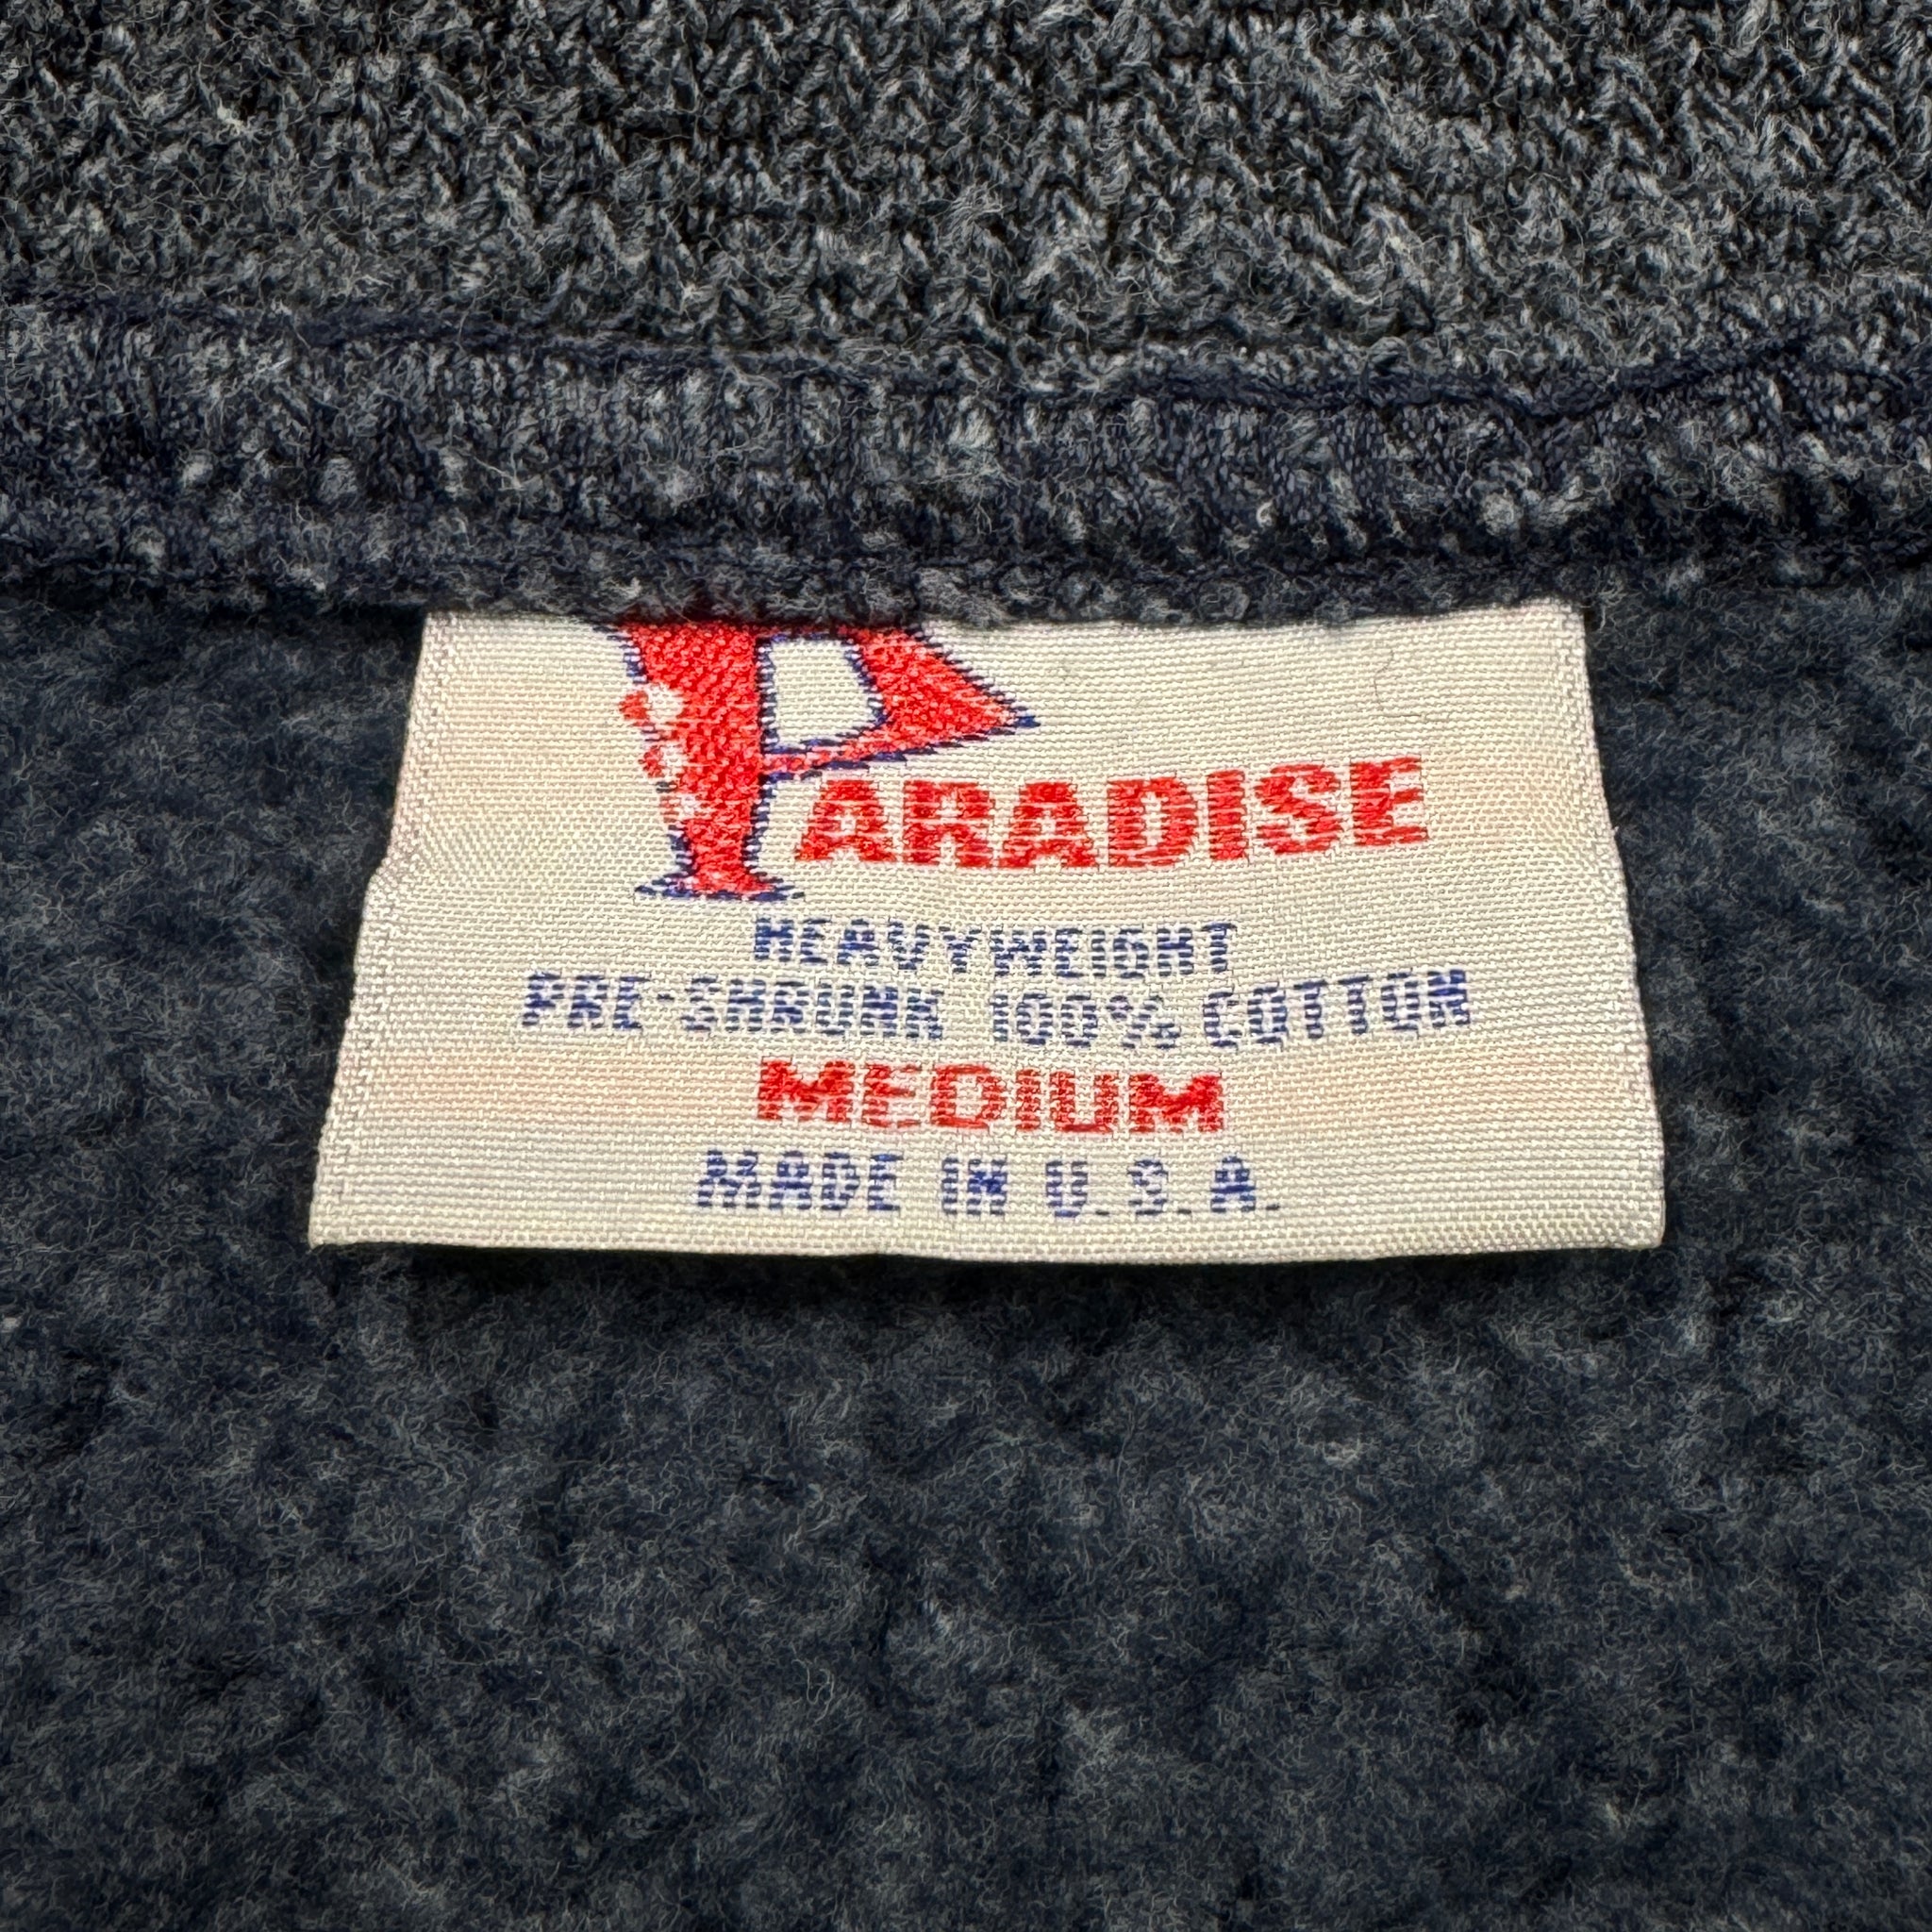 PARADISE
HEAVYWEIGHT
PRE-SHRUNK 100% COTTON
MEDIUM
MADE IN U.S.A.